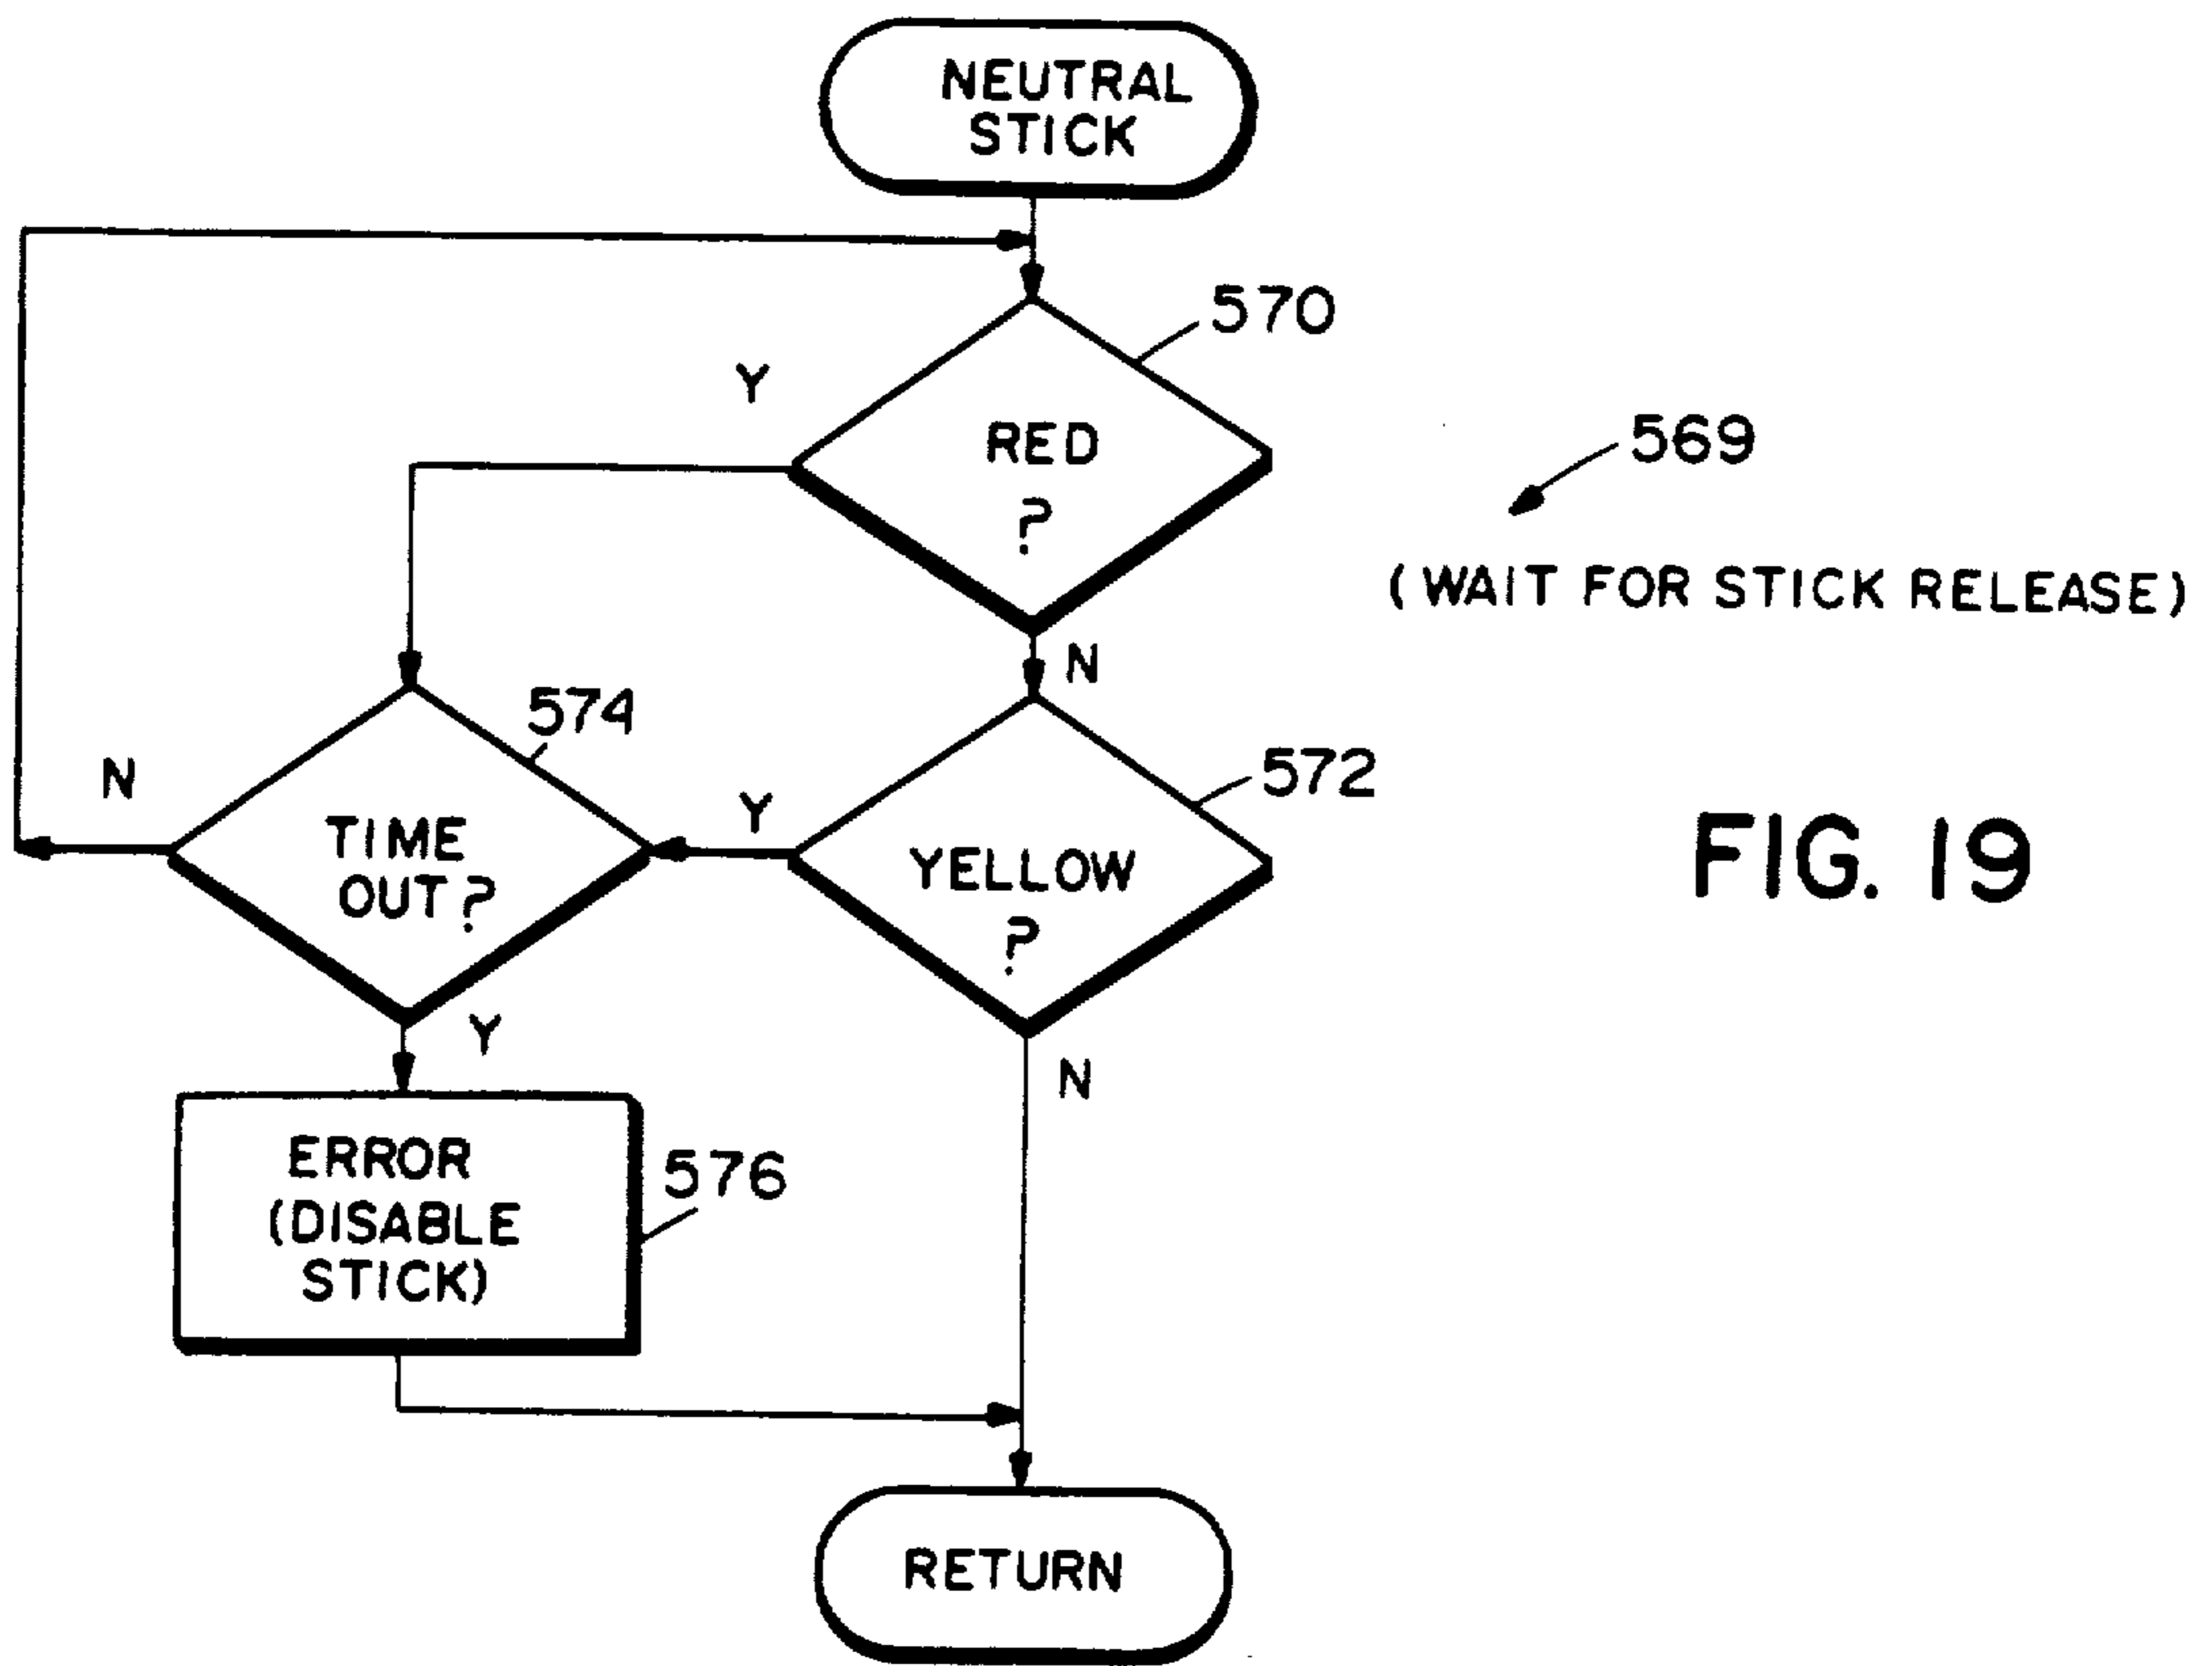 NEUTRAL
STICK
570
Y
RED
?
569
(WAIT FOR STICK RELEASE)
N
574
N
TIME
OUT?
Y
572
YELLOW
?
FIG. 19
Y
N
ERROR
(DISABLE
STICK)
576
RETURN